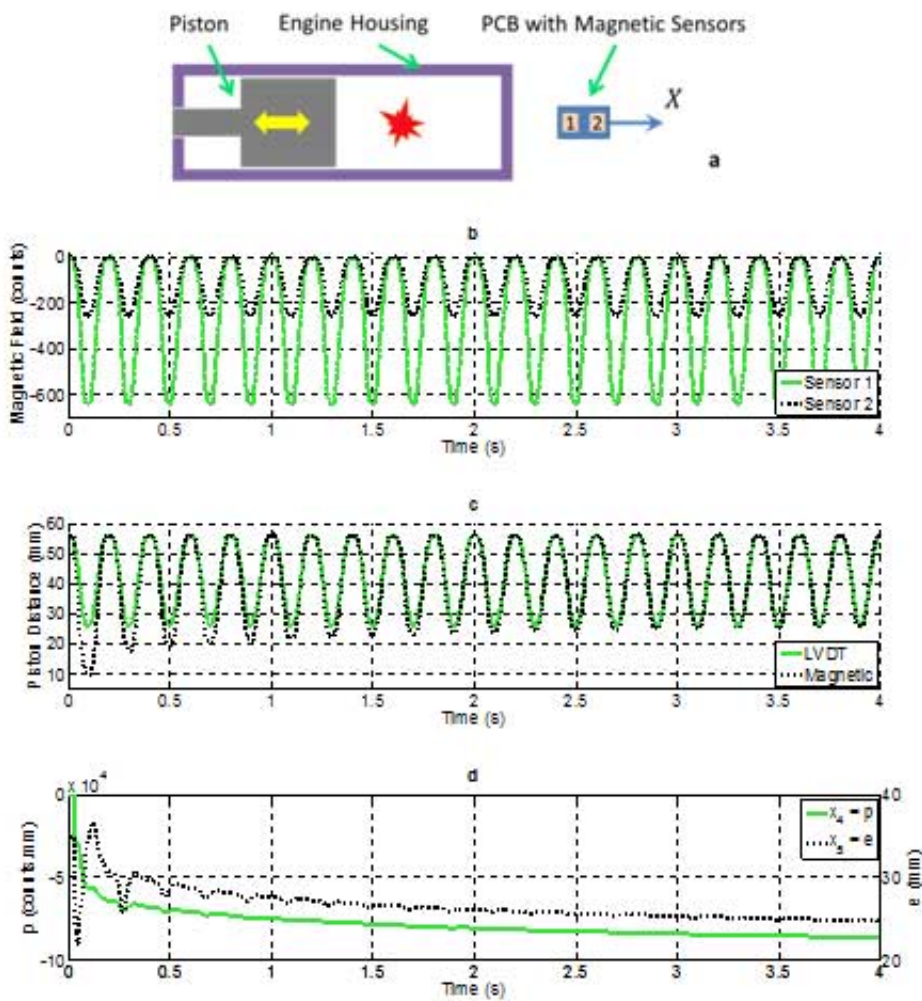 Piston Engine Housing PCB with Magnetic Sensors
1 2 X
a
b
Magnetic Field (counts)
0
-200
-400
-600
Sensor 1
Sensor 2
0 0.5 1 1.5 2 2.5 3 3.5 4
Time (s)
c
Piston Distance (mm)
60
50
40
30
20
10
LVDT
Magnetic
0 0.5 1 1.5 2 2.5 3 3.5 4
Time (s)
d
x 10^4
p (counts.mm)
0
-5
-10
x_4 = p
x_5 = e
40
30
20
e (mm)
0 0.5 1 1.5 2 2.5 3 3.5 4
Time (s)